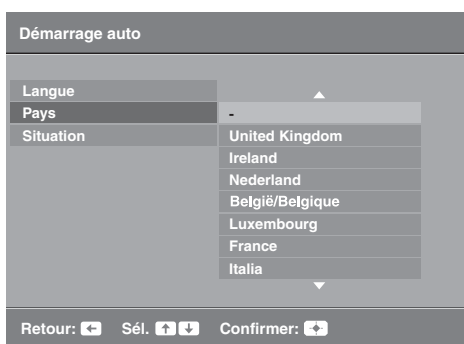 Démarrage auto
Langue
Pays
-
Situation
United Kingdom
Ireland
Nederland
België/Belgique
Luxembourg
France
Italia
Retour: Sél. Confirmer: